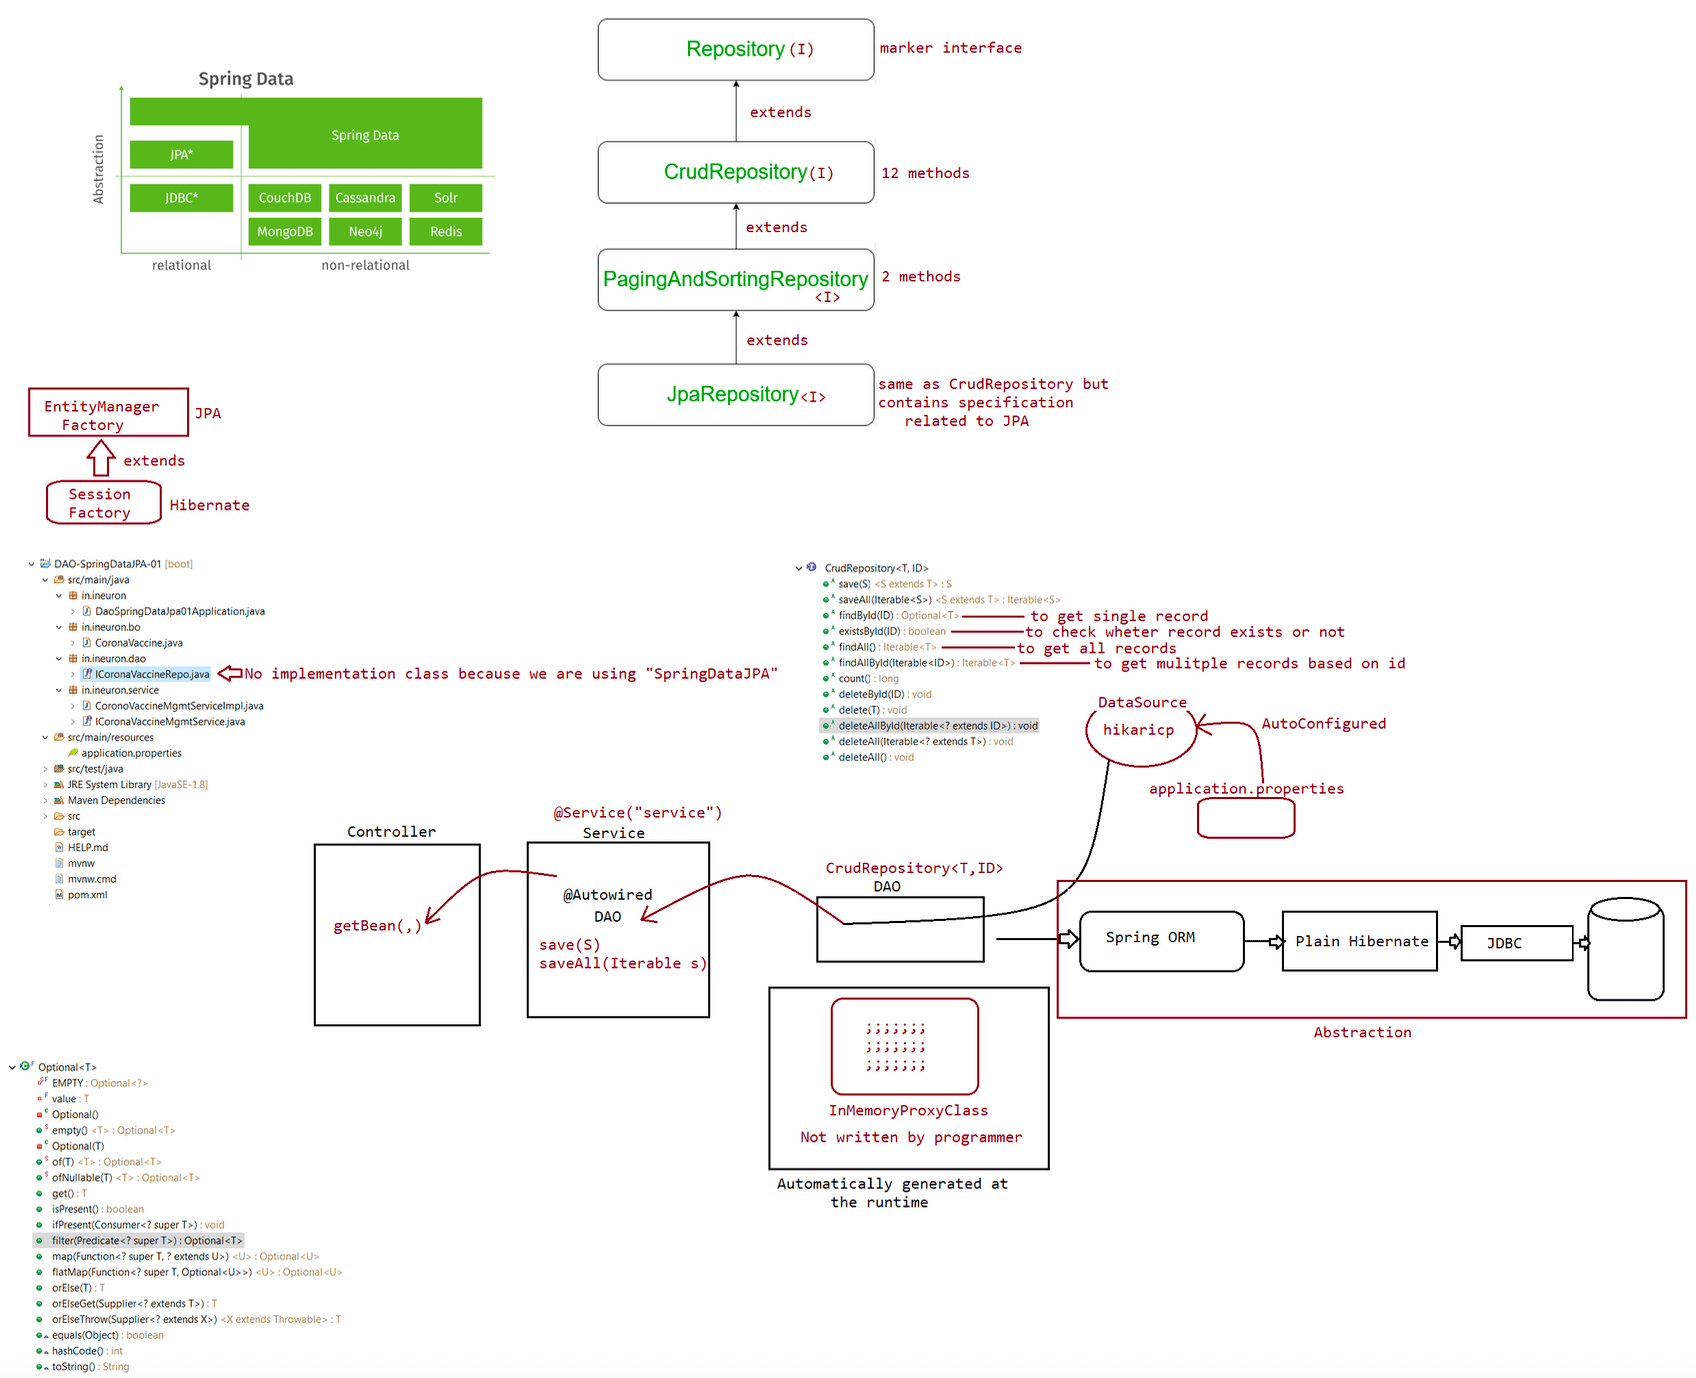 Spring Data
Abstraction
Spring Data
JPA*
JDBC*
CouchDB
Cassandra
Solr
MongoDB
Neo4j
Redis
relational
non-relational
Repository (I)
marker interface
extends
CrudRepository(I)
12 methods
extends
PagingAndSortingRepository
<I>
2 methods
extends
JpaRepository<I>
same as CrudRepository but
contains specification
related to JPA
EntityManager
Factory
JPA
extends
Session
Factory
Hibernate
DAO-SpringDataJPA-01 [boot]
src/main/java
in.ineuron
DaoSpringDataJpa01Application.java
in.ineuron.bo
CoronaVaccine.java
in.ineuron.dao
ICoronaVaccineRepo.java
No implementation class because we are using "SpringDataJPA"
in.ineuron.service
CoronoVaccineMgmtServiceImpl.java
ICoronaVaccineMgmtService.java
src/main/resources
application.properties
src/test/java
JRE System Library [JavaSE-1.8]
Maven Dependencies
src
target
HELP.md
mvnw
mvnw.cmd
pom.xml
CrudRepository<T, ID>
save(S) <S extends T> : S
saveAll(Iterable<S>) <S extends T> : Iterable<S>
findById(ID) : Optional<T>
to get single record
existsById(ID) : boolean
to check wheter record exists or not
findAll() : Iterable<T>
to get all records
findAllById(Iterable<ID>) : Iterable<T>
to get mulitple records based on id
count() : long
deleteById(ID) : void
delete(T) : void
deleteAllById(Iterable<? extends ID>) : void
deleteAll(Iterable<? extends T>) : void
deleteAll() : void
DataSource
hikaricp
AutoConfigured
application.properties
Controller
getBean(,)
@Service("service")
Service
@Autowired
DAO
save(S)
saveAll(Iterable s)
CrudRepository<T,ID>
DAO
Spring ORM
Plain Hibernate
JDBC
Abstraction
;;;;;;;
;;;;;;;
;;;;;;;
InMemoryProxyClass
Not written by programmer
Automatically generated at
the runtime
Optional<T>
EMPTY : Optional<?>
value : T
Optional()
empty() <T> : Optional<T>
Optional(T)
of(T) <T> : Optional<T>
ofNullable(T) <T> : Optional<T>
get() : T
isPresent() : boolean
ifPresent(Consumer<? super T>) : void
filter(Predicate<? super T>) : Optional<T>
map(Function<? super T, ? extends U>) <U> : Optional<U>
flatMap(Function<? super T, Optional<U>>) <U> : Optional<U>
orElse(T) : T
orElseGet(Supplier<? extends T>) : T
orElseThrow(Supplier<? extends X>) <X extends Throwable> : T
equals(Object) : boolean
hashCode() : int
toString() : String